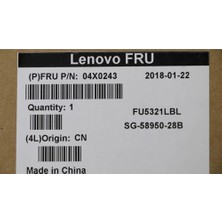 Lenovo FRU
(P)FRU P/N: 04X0243 2018-01-22
Quantity: 1 FU5321LBL
SG-58950-28B
(4L)Origin: CN
Made in China